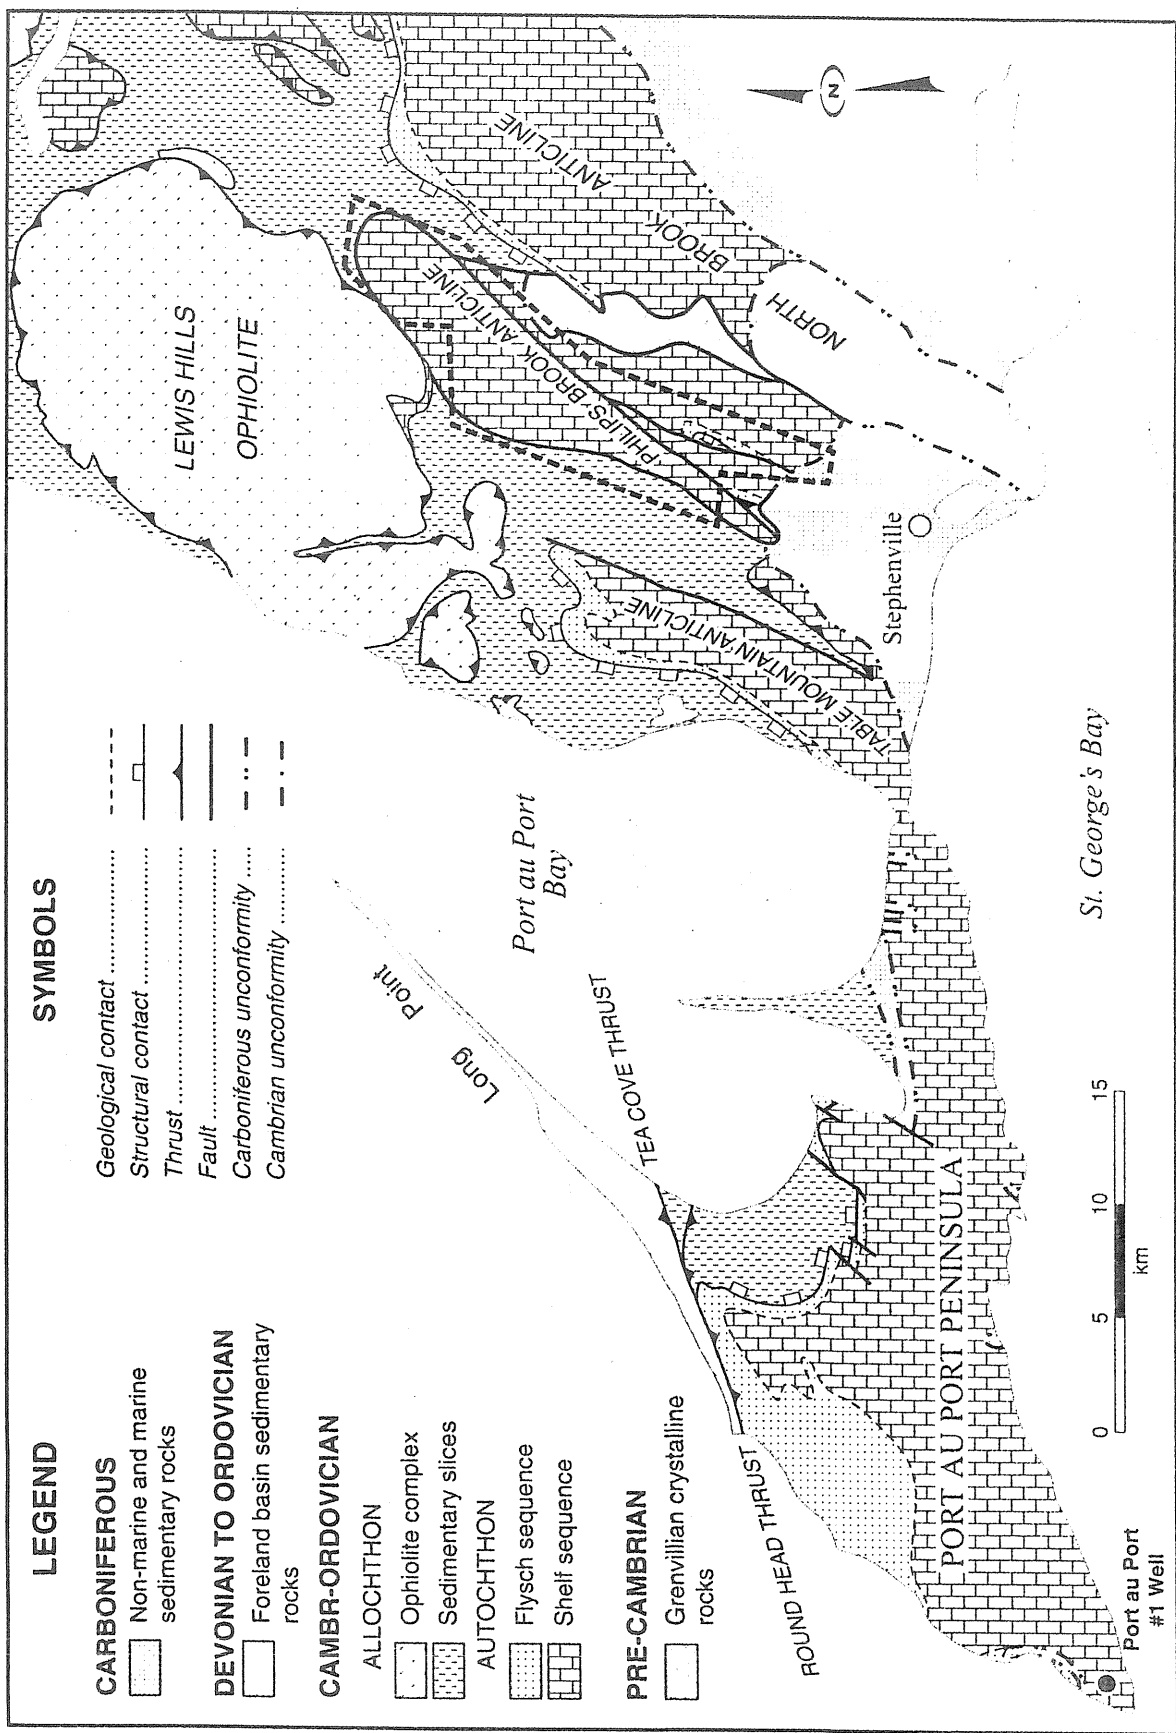 LEGEND
CARBONIFEROUS
Non-marine and marine
sedimentary rocks
DEVONIAN TO ORDOVICIAN
Foreland basin sedimentary
rocks
CAMBR-ORDOVICIAN
ALLOCHTHON
Ophiolite complex
Sedimentary slices
AUTOCHTHON
Flysch sequence
Shelf sequence
PRE-CAMBRIAN
Grenvillian crystalline
rocks
SYMBOLS
Geological contact
Structural contact
Thrust
Fault
Carboniferous unconformity
Cambrian unconformity
LEWIS HILLS
OPHIOLITE
Long Point
Port au Port
Bay
TEA COVE THRUST
ROUND HEAD THRUST
PHILIPS BROOK ANTICLINE
TABLE MOUNTAIN ANTICLINE
NORTH BROOK ANTICLINE
Stephenville
St. George's Bay
PORT AU PORT PENINSULA
Port au Port
#1 Well
0 5 10 15
km
N